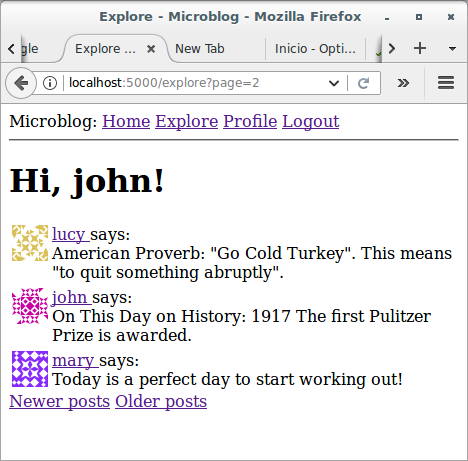 Explore - Microblog - Mozilla Firefox
gle Explore ... New Tab Inicio - Opti...
localhost:5000/explore?page=2
Microblog: Home Explore Profile Logout
Hi, john!
lucy says:
American Proverb: "Go Cold Turkey". This means
"to quit something abruptly".
john says:
On This Day on History: 1917 The first Pulitzer
Prize is awarded.
mary says:
Today is a perfect day to start working out!
Newer posts Older posts